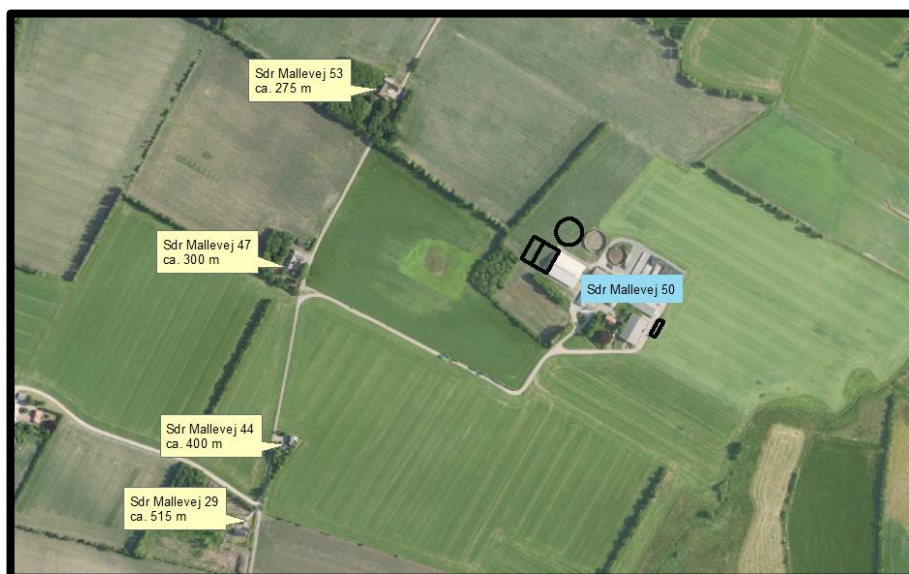 Sdr Mallevej 53
ca. 275 m
Sdr Mallevej 47
ca. 300 m
Sdr Mallevej 50
Sdr Mallevej 44
ca. 400 m
Sdr Mallevej 29
ca. 515 m